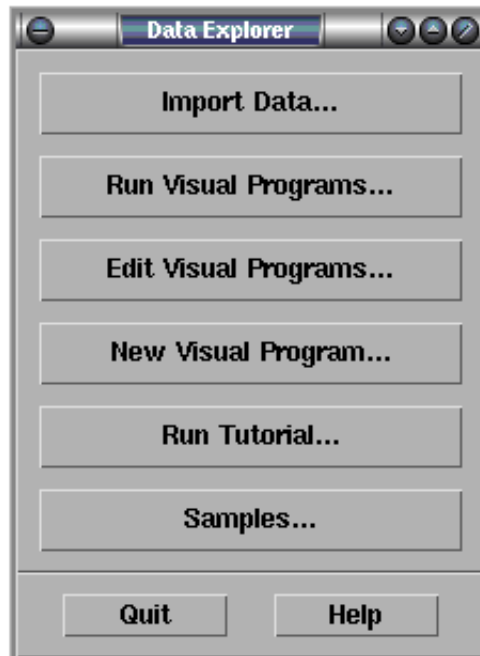 Data Explorer
Import Data...
Run Visual Programs...
Edit Visual Programs...
New Visual Program...
Run Tutorial...
Samples...
Quit Help